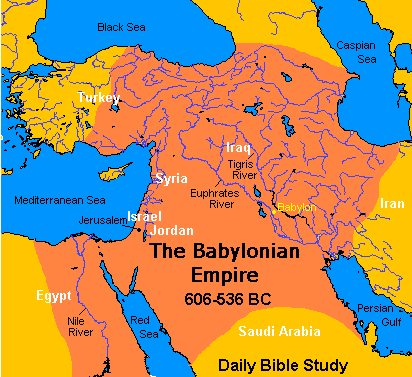 Black Sea
Caspian
Sea
Turkey
Iraq
Tigris
River
Syria
Euphrates
River
Mediterranean Sea
Babylon
Iran
Jerusalem
Israel
Jordan
The Babylonian
Empire
606-536 BC
Egypt
Nile
River
Red
Sea
Persian
Gulf
Saudi Arabia
Daily Bible Study